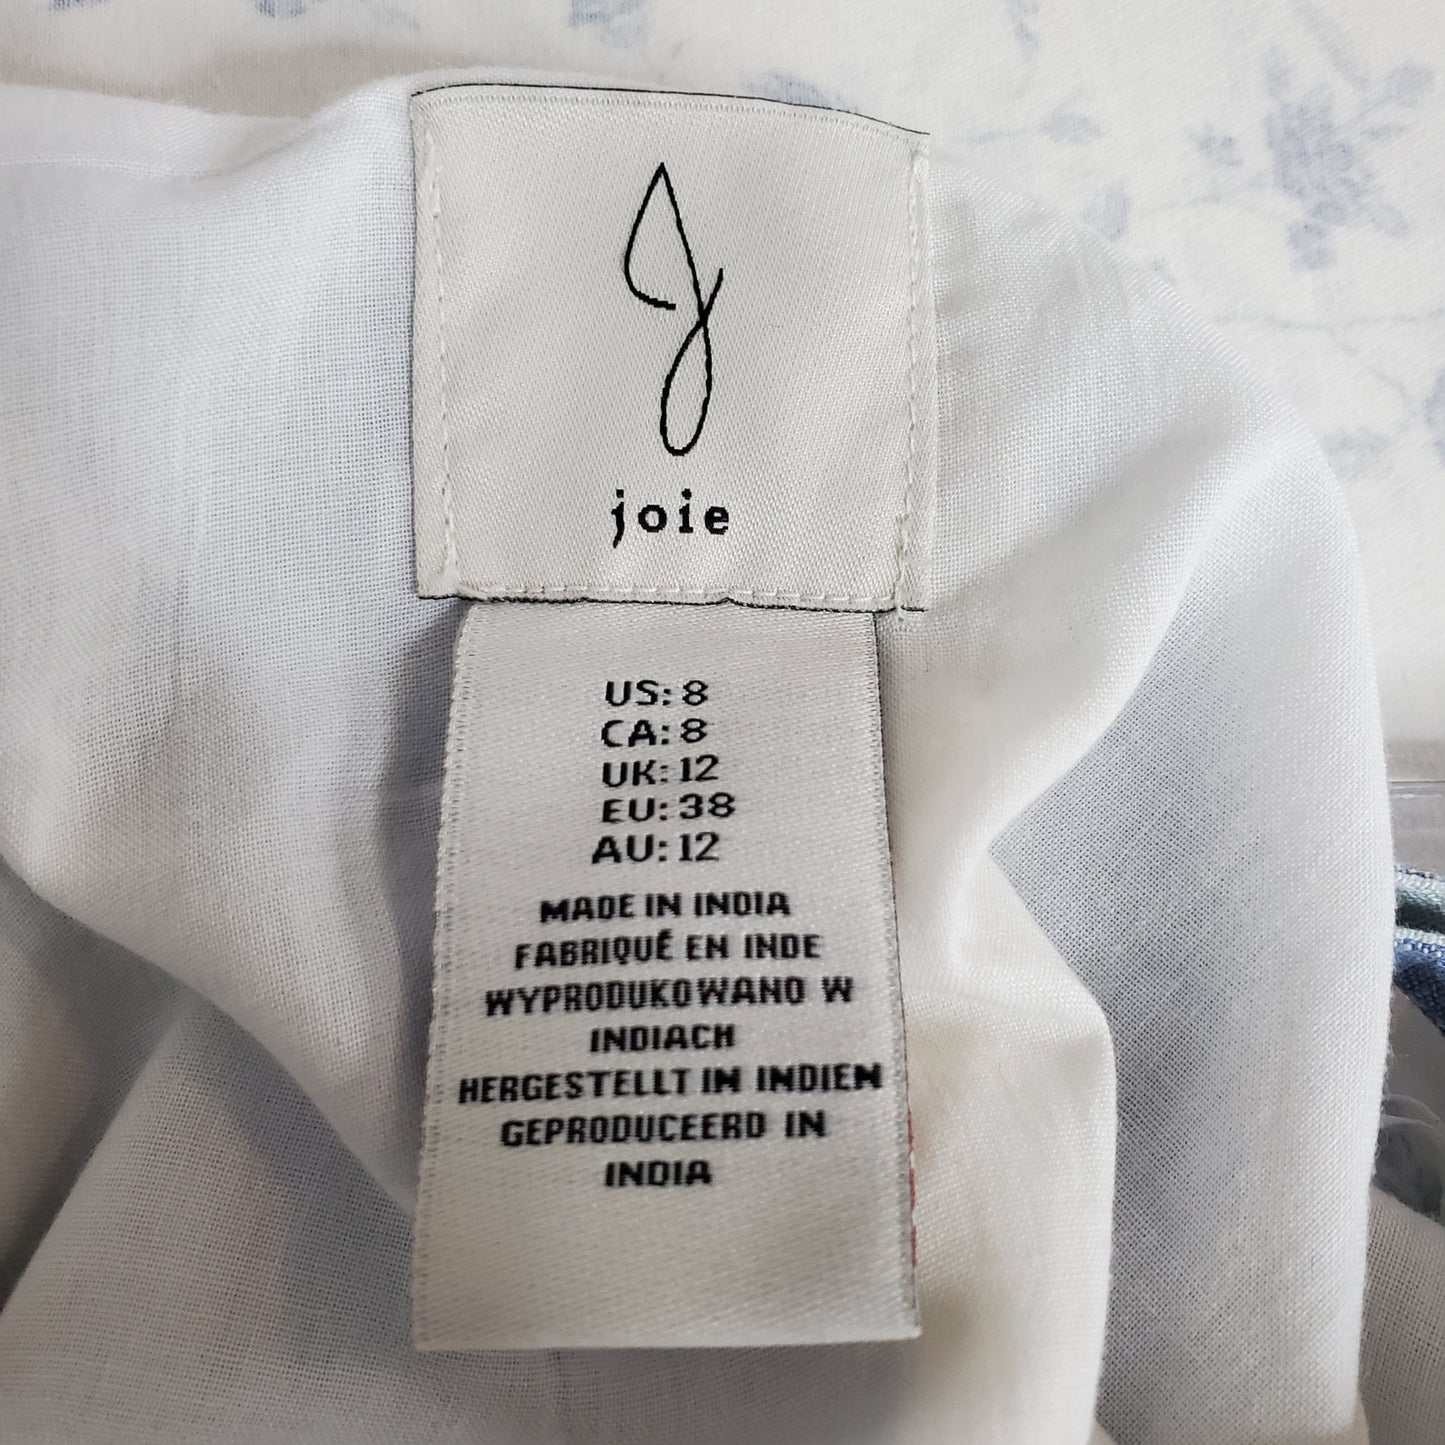 joie
US: 8
CA: 8
UK: 12
EU: 38
AU: 12
MADE IN INDIA
FABRIQUÉ EN INDE
WYPRODUKOWANO W
INDIACH
HERGESTELLT IN INDIEN
GEPRODUCEERD IN
INDIA